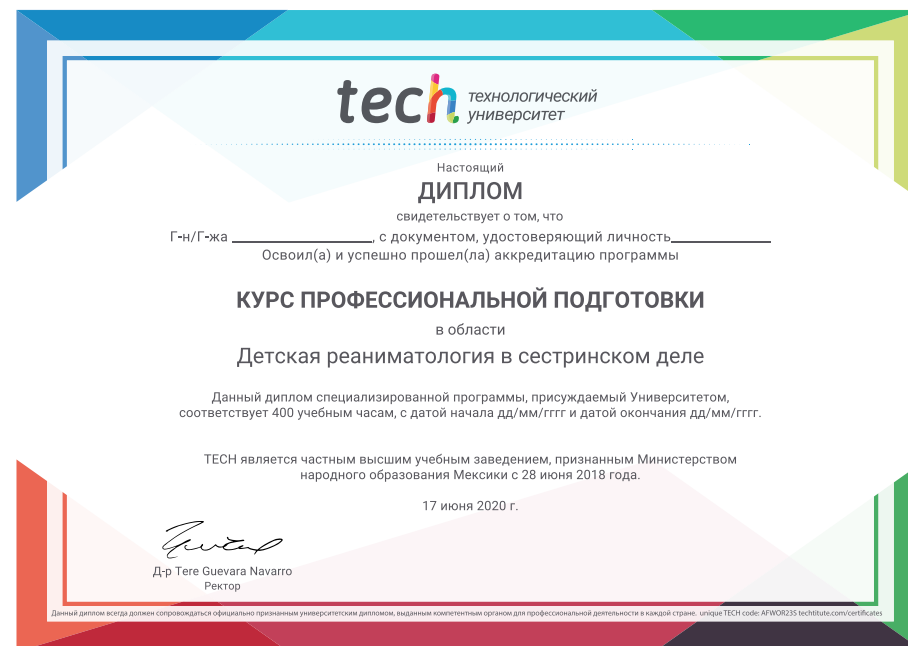 tech технологический
университет
Настоящий
ДИПЛОМ
свидетельствует о том, что
Г-н/Г-жа ____________________, с документом, удостоверяющий личность______________
Освоил(а) и успешно прошел(ла) аккредитацию программы
КУРС ПРОФЕССИОНАЛЬНОЙ ПОДГОТОВКИ
в области
Детская реаниматология в сестринском деле
Данный диплом специализированной программы, присуждаемый Университетом,
соответствует 400 учебным часам, с датой начала дд/мм/гггг и датой окончания дд/мм/гггг.
TECH является частным высшим учебным заведением, признанным Министерством
народного образования Мексики с 28 июня 2018 года.
17 июня 2020 г.
Д-р Tere Guevara Navarro
Ректор
Данный диплом всегда должен сопровождаться официально признанным университетским дипломом, выданным компетентным органом для профессиональной деятельности в каждой стране. unique TECH code: AFWOR23S techtitute.com/certificates